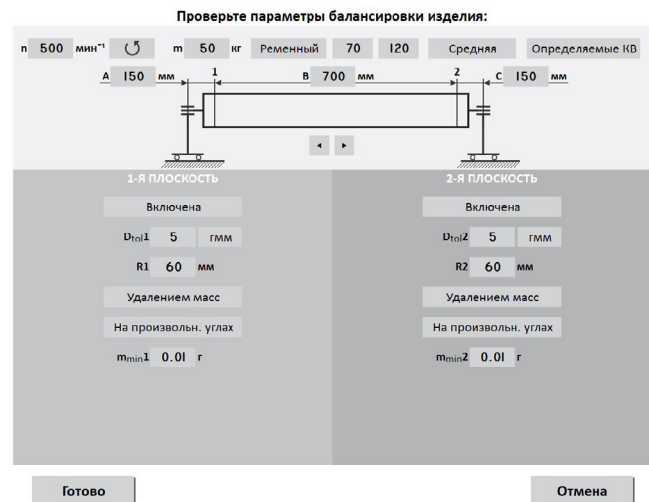 Проверьте параметры балансировки изделия:
n 500 мин⁻¹ m 50 кг Ременный 70 120 Средняя Определяемые КВ
A 150 мм 1 B 700 мм 2 C 150 мм
1-Я ПЛОСКОСТЬ 2-Я ПЛОСКОСТЬ
Включена Включена
Dtol1 5 гмм Dtol2 5 гмм
R1 60 мм R2 60 мм
Удалением масс Удалением масс
На произвольн. углах На произвольн. углах
mmin1 0.01 г mmin2 0.01 г
Готово Отмена